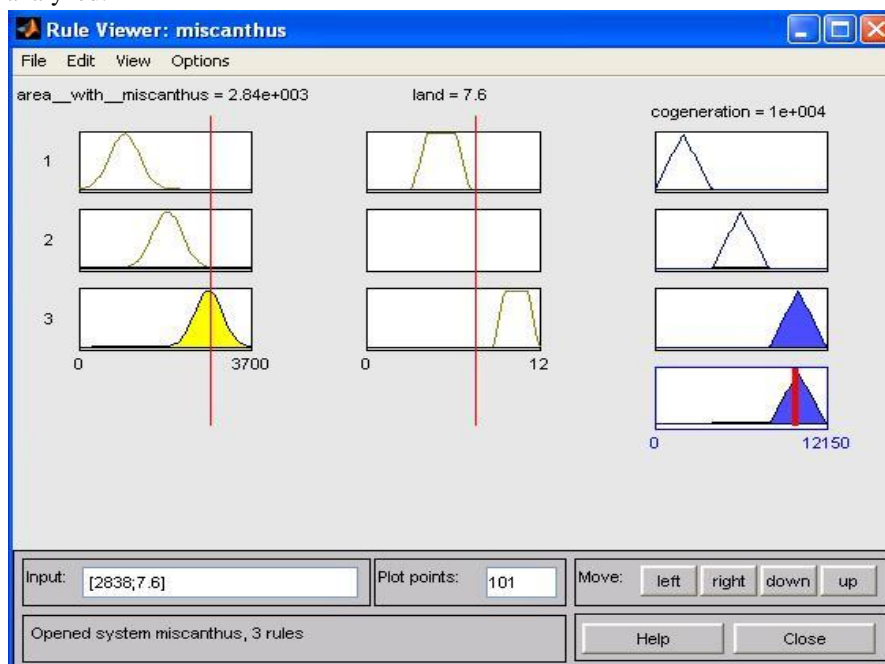 Rule Viewer: miscanthus
File Edit View Options
area__with__miscanthus = 2.84e+003
land = 7.6
cogeneration = 1e+004
1
2
3
0 3700
0 12
0 12150
Input: [2838;7.6]
Plot points: 101
Move: left right down up
Opened system miscanthus, 3 rules
Help Close